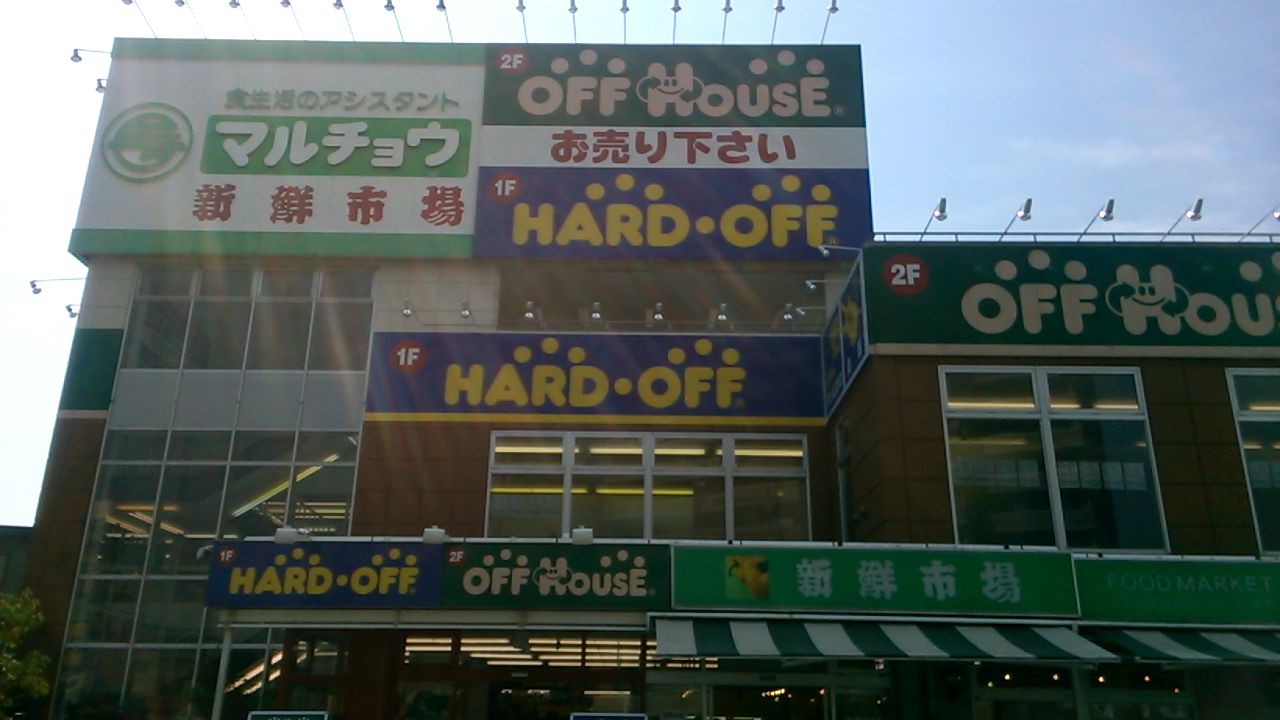 食生活のアシスタント
マルチョウ
新鮮市場
2F OFF HOUSE®
お売り下さい
1F HARD・OFF®
2F OFF HOUS
1F HARD・OFF®
1F HARD・OFF®
2F OFF HOUSE®
新鮮市場
FOOD MARKET